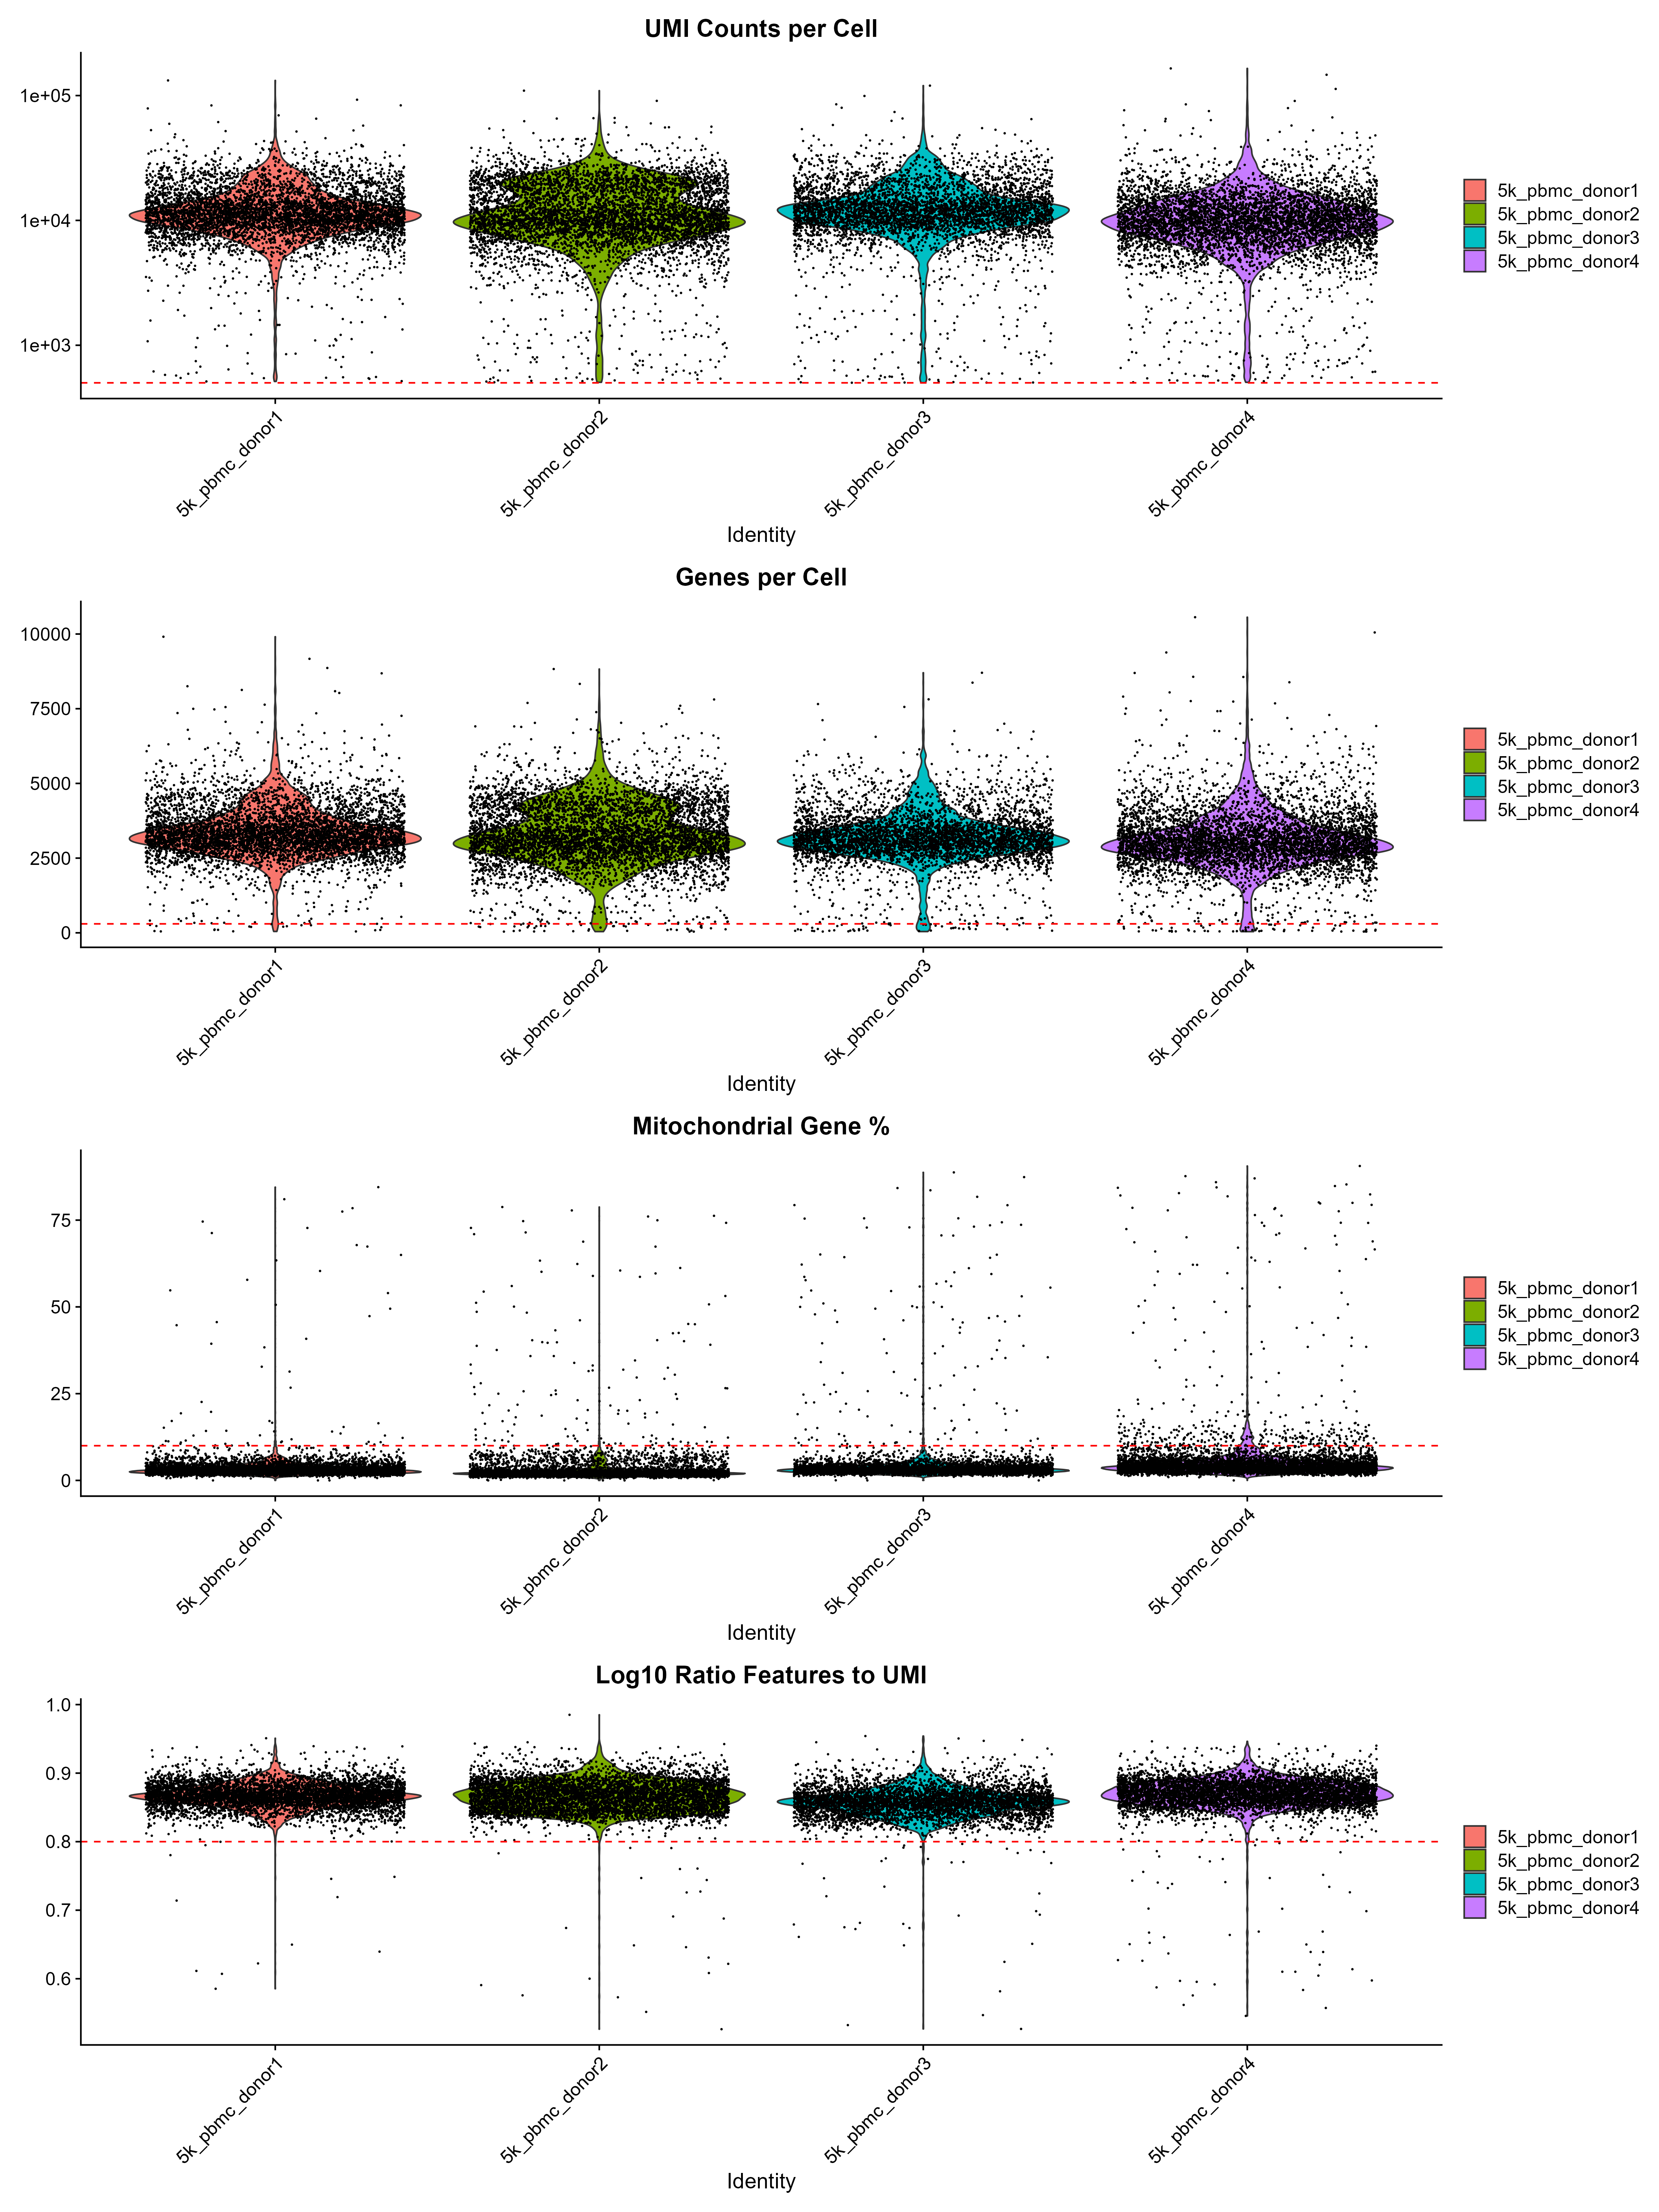 UMI Counts per Cell
1e+05
1e+04
1e+03
5k_pbmc_donor1
5k_pbmc_donor2
5k_pbmc_donor3
5k_pbmc_donor4
Identity
5k_pbmc_donor1
5k_pbmc_donor2
5k_pbmc_donor3
5k_pbmc_donor4
Genes per Cell
10000
7500
5000
2500
0
5k_pbmc_donor1
5k_pbmc_donor2
5k_pbmc_donor3
5k_pbmc_donor4
Identity
5k_pbmc_donor1
5k_pbmc_donor2
5k_pbmc_donor3
5k_pbmc_donor4
Mitochondrial Gene %
75
50
25
0
5k_pbmc_donor1
5k_pbmc_donor2
5k_pbmc_donor3
5k_pbmc_donor4
Identity
5k_pbmc_donor1
5k_pbmc_donor2
5k_pbmc_donor3
5k_pbmc_donor4
Log10 Ratio Features to UMI
1.0
0.9
0.8
0.7
0.6
5k_pbmc_donor1
5k_pbmc_donor2
5k_pbmc_donor3
5k_pbmc_donor4
Identity
5k_pbmc_donor1
5k_pbmc_donor2
5k_pbmc_donor3
5k_pbmc_donor4